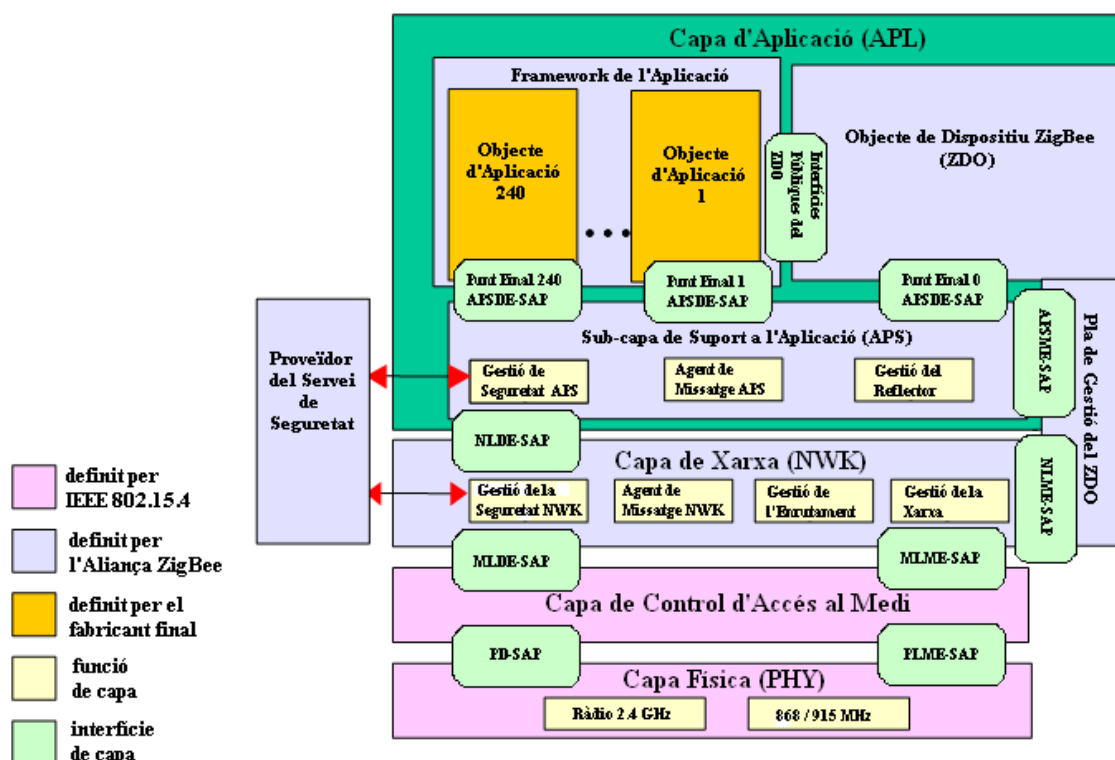 Capa d'Aplicació (APL)
Framework de l'Aplicació
Objecte
d'Aplicació
240
Objecte
d'Aplicació
1
...
Interfícies
Públiques del
ZDO
Objecte de Dispositiu ZigBee
(ZDO)
Punt Final 240
APSDE-SAP
Punt Final 1
APSDE-SAP
Punt Final 0
APSDE-SAP
Sub-capa de Suport a l'Aplicació (APS)
Gestió de
Seguretat APS
Agent de
Missatge APS
Gestió del
Reflector
APSME-SAP
Pla de Gestió del ZDO
Proveïdor
del Servei
de
Seguretat
NLDE-SAP
Capa de Xarxa (NWK)
Gestió de la
Seguretat NWK
Agent de
Missatge NWK
Gestió de
l'Enrutament
Gestió de la
Xarxa
NLME-SAP
MLDE-SAP
MLME-SAP
Capa de Control d'Accés al Medi
PD-SAP
PLME-SAP
Capa Física (PHY)
Ràdio 2.4 GHz
868 / 915 MHz
definit per
IEEE 802.15.4
definit per
l'Aliança ZigBee
definit per el
fabricant final
funció
de capa
interfície
de capa